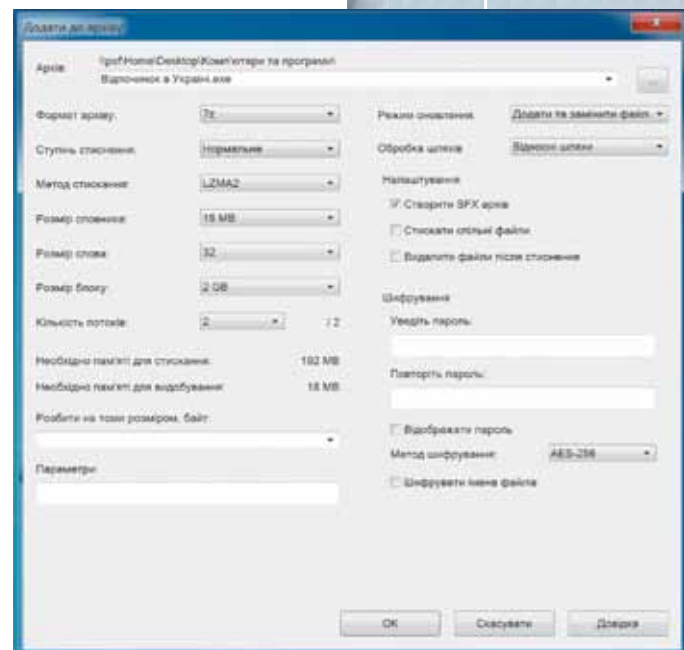 Додати до архіву
Архів: \\psf\Home\Desktop\Комп'ютери та програми\
Відпочинок в Україні.exe
...
Формат архіву: 7z
Ступінь стиснення: Нормальне
Метод стискання: LZMA2
Розмір словника: 16 MB
Розмір слова: 32
Розмір блоку: 2 GB
Кількість потоків: 2 / 2
Необхідно пам'яті для стискання: 192 MB
Необхідно пам'яті для видобування: 18 MB
Розбити на томи розміром, байт:
Параметри:
Режим оновлення: Додати та замінити файл
Обробка шляхів: Відносні шляхи
Налаштування
Створити SFX архів
Стискати спільні файли
Видалити файли після стиснення
Шифрування
Уведіть пароль:
Повторіть пароль:
Відображати пароль
Метод шифрування: AES-256
Шифрувати імена файлів
OK
Скасувати
Довідка